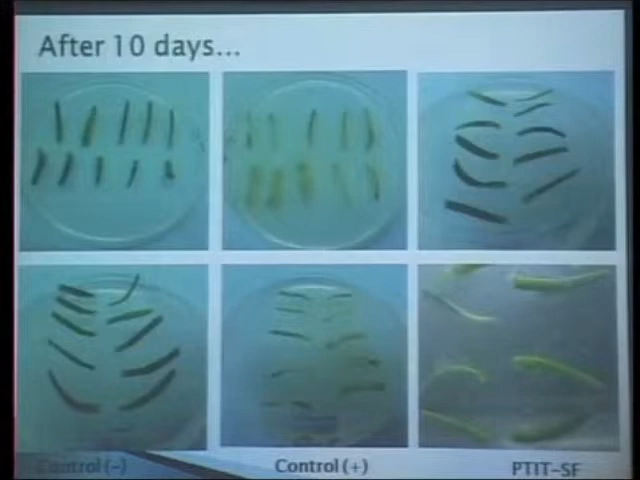 After 10 days...
Control (-)
Control (+)
PTIT-SF